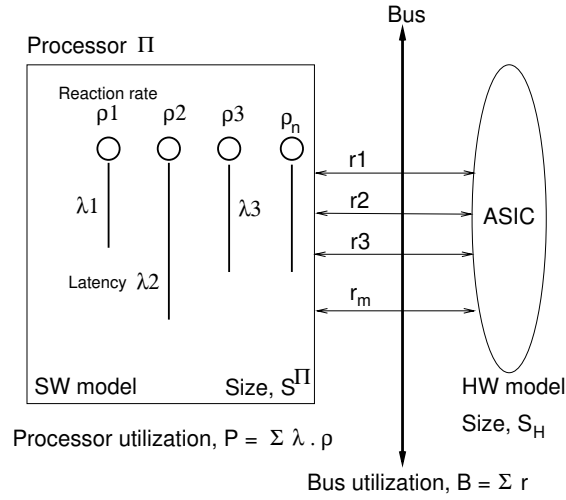 Bus
Processor Π
Reaction rate
ρ1 ρ2 ρ3 ρn
r1
λ1 λ3
r2
ASIC
r3
Latency λ2
rm
SW model Size, S^Π
HW model
Size, S_H
Processor utilization, P = Σ λ . ρ
Bus utilization, B = Σ r